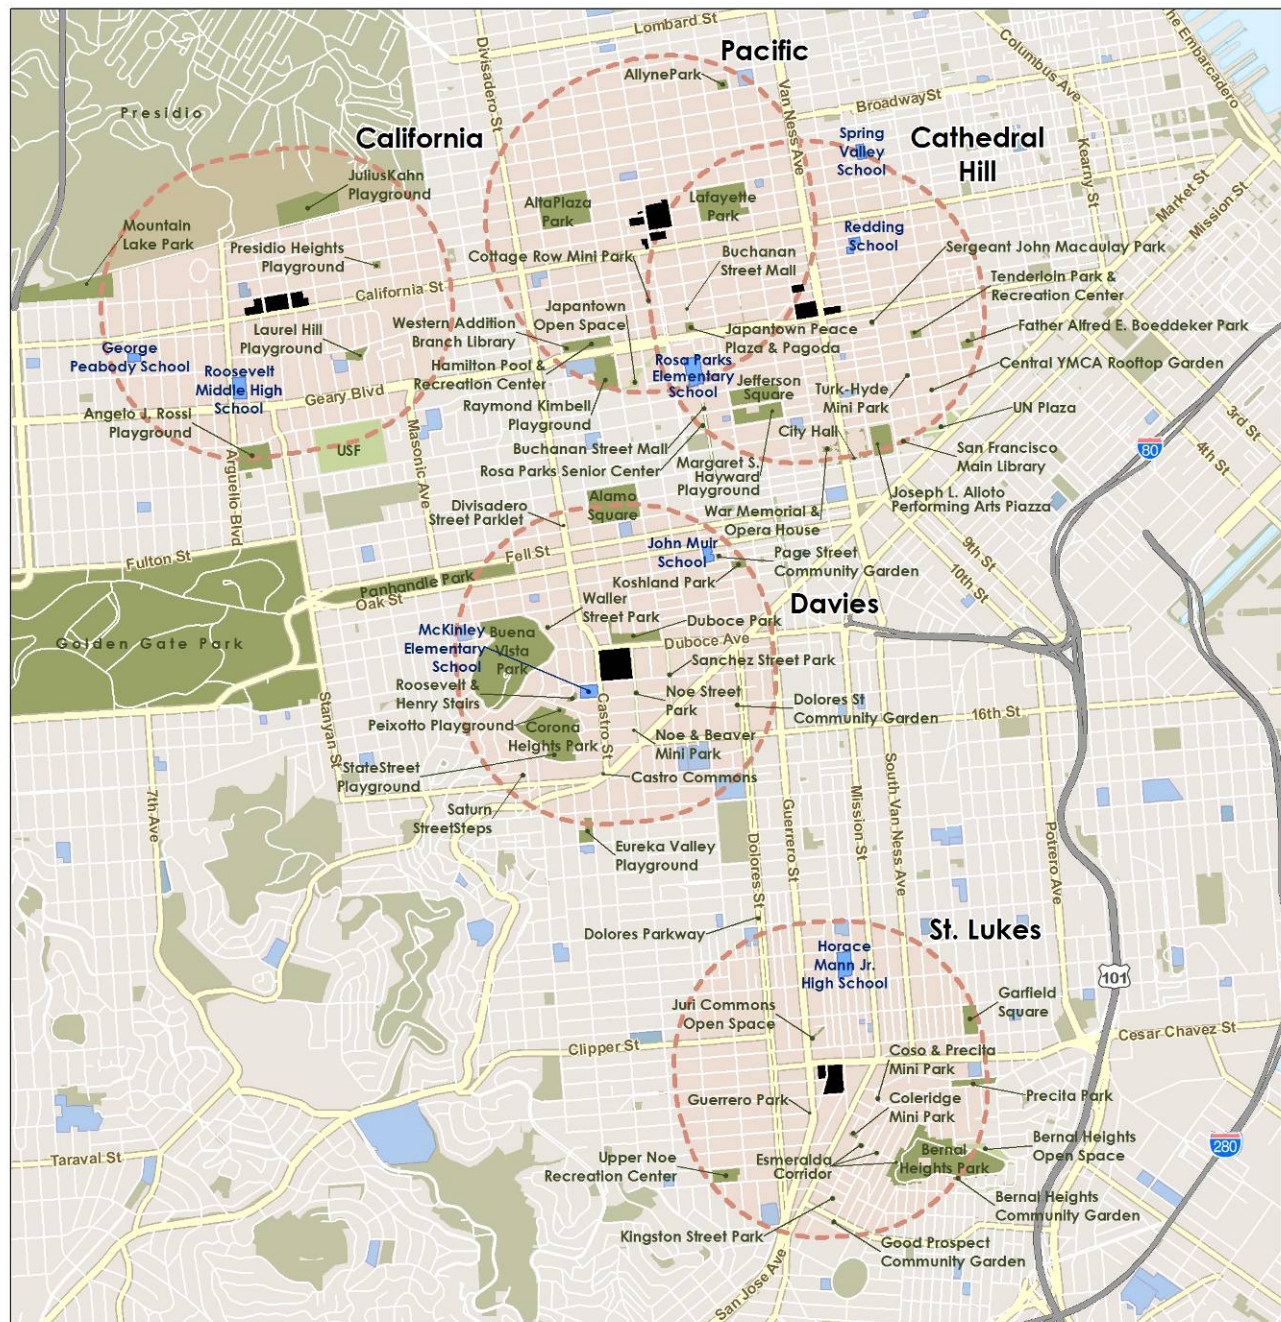 Lombard St
Pacific
AllynePark
Divisadero St
Van Ness Ave
Columbus Ave
The Embarcadero
BroadwaySt
Presidio
California
Spring
Valley
School
Cathedral
Hill
Kearny St
Market St
Mission St
JuliusKahn
Playground
AltaPlaza
Park
Lafayette
Park
Mountain
Lake Park
Presidio Heights
Playground
Redding
School
Cottage Row Mini Park
Buchanan
Street Mall
Sergeant John Macaulay Park
Tenderloin Park &
Recreation Center
California St
Japantown
Open Space
Western Addition
Branch Library
Laurel Hill
Playground
Japantown Peace
Plaza & Pagoda
Father Alfred E. Boeddeker Park
George
Peabody School
Hamilton Pool &
Recreation Center
Rosa Parks
Elementary
School
Central YMCA Rooftop Garden
Roosevelt
Middle High
School
Geary Blvd
Jefferson
Square
Turk-Hyde
Mini Park
Raymond Kimbell
Playground
UN Plaza
3rd St
Angelo J. Rossi
Playground
Masonic Ave
City Hall
4th St
USF
Buchanan Street Mall
San Francisco
Main Library
80
Arguello Blvd
Rosa Parks Senior Center
Margaret S.
Hayward
Playground
Joseph L. Alioto
Performing Arts Piazza
Alamo
Square
Divisadero
Street Parklet
War Memorial &
Opera House
Fulton St
Fell St
John Muir
School
Page Street
Community Garden
9th St
10th St
Panhandle Park
Oak St
Koshland Park
Waller
Street Park
Davies
Golden Gate Park
McKinley
Elementary
School
Buena
Vista
Park
Duboce Park
Duboce Ave
Sanchez Street Park
Roosevelt &
Henry Stairs
Noe Street
Park
Dolores St
Community Garden
16th St
Stanyan St
Castro St
Peixotto Playground
Corona
Heights Park
Noe & Beaver
Mini Park
StateStreet
Playground
Castro Commons
7th Ave
Saturn
StreetSteps
Guerrero St
Mission St
South Van Ness Ave
Eureka Valley
Playground
Dolores St
Potrero Ave
Dolores Parkway
St. Lukes
Horace
Mann Jr.
High School
101
Juri Commons
Open Space
Garfield
Square
Clipper St
Cesar Chavez St
Coso & Precita
Mini Park
Guerrero Park
Coleridge
Mini Park
Precita Park
Taraval St
Upper Noe
Recreation Center
Esmeralda
Corridor
Bernal
Heights Park
Bernal Heights
Open Space
280
Bernal Heights
Community Garden
Kingston Street Park
Good Prospect
Community Garden
San Jose Ave